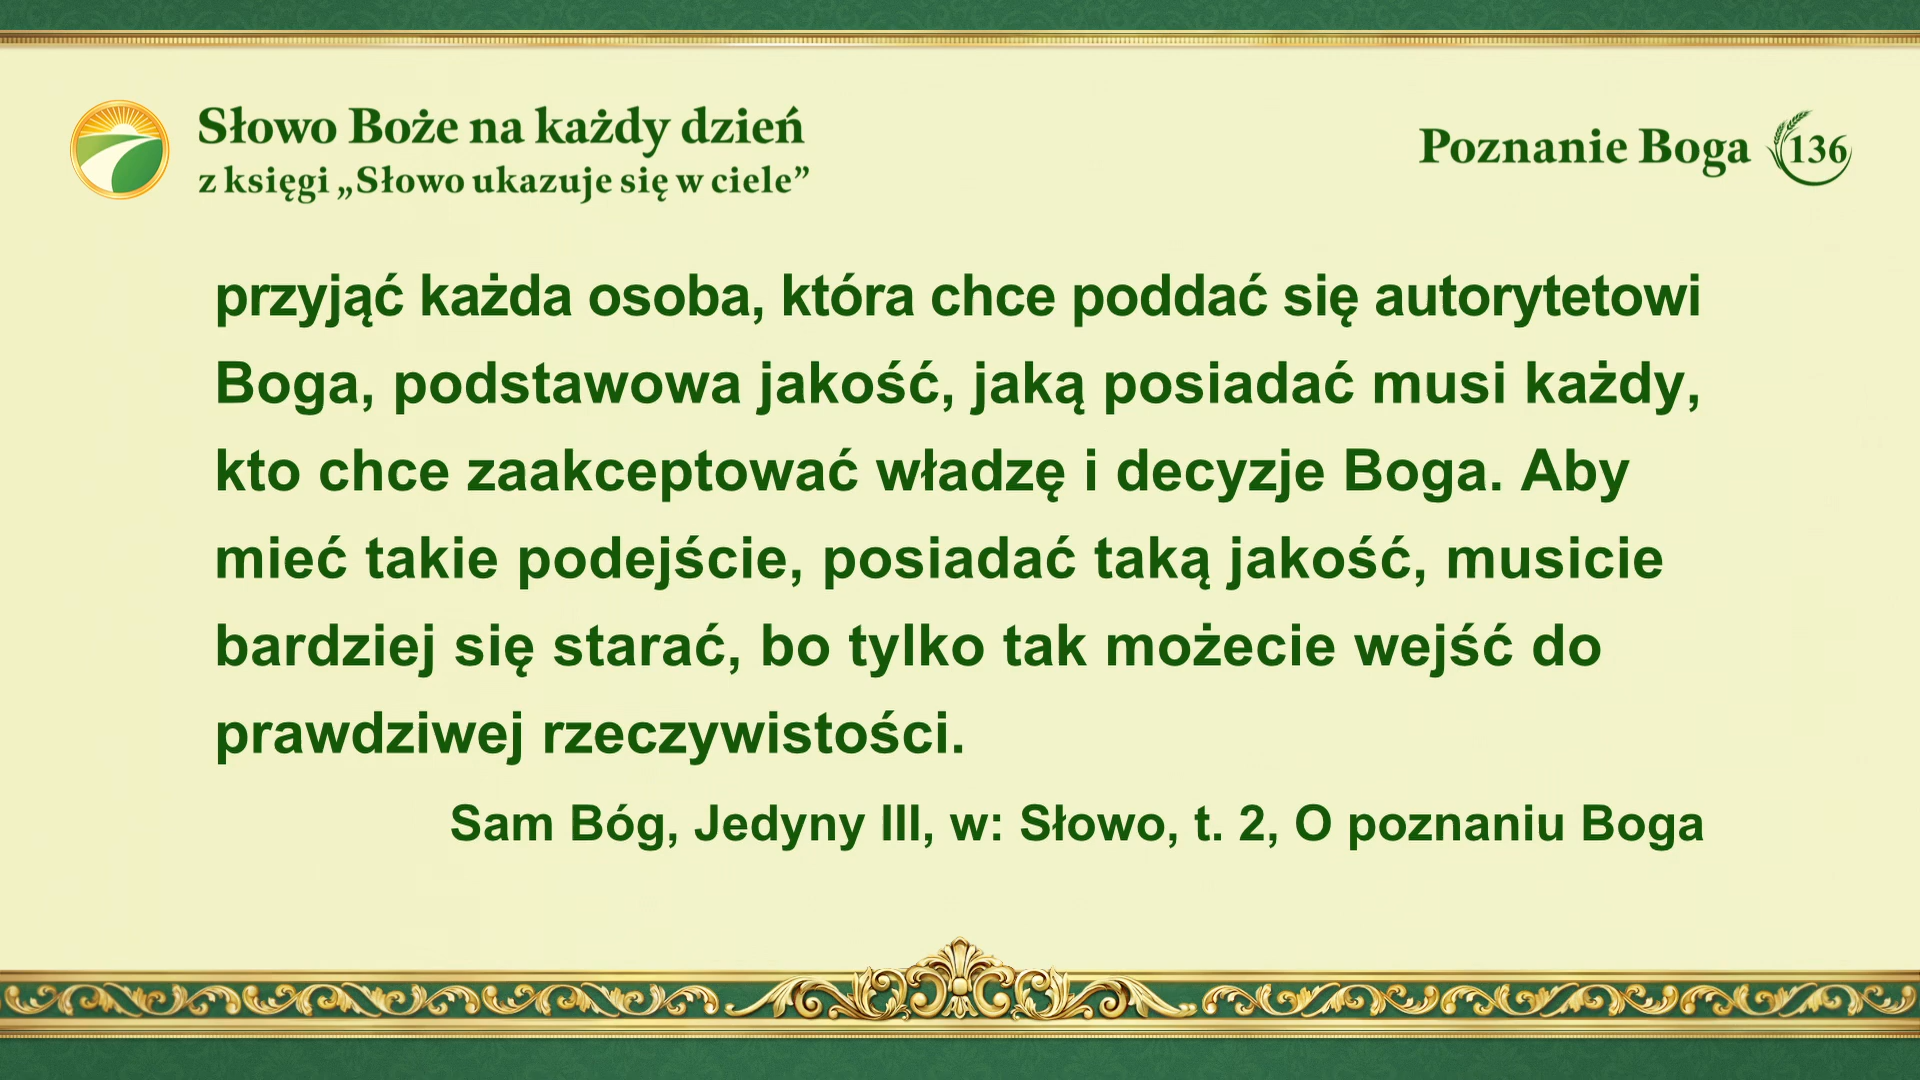 Słowo Boże na każdy dzień
z księgi „Słowo ukazuje się w ciele”
Poznanie Boga 136
przyjąć każda osoba, która chce poddać się autorytetowi
Boga, podstawowa jakość, jaką posiadać musi każdy,
kto chce zaakceptować władzę i decyzje Boga. Aby
mieć takie podejście, posiadać taką jakość, musicie
bardziej się starać, bo tylko tak możecie wejść do
prawdziwej rzeczywistości.
Sam Bóg, Jedyny III, w: Słowo, t. 2, O poznaniu Boga